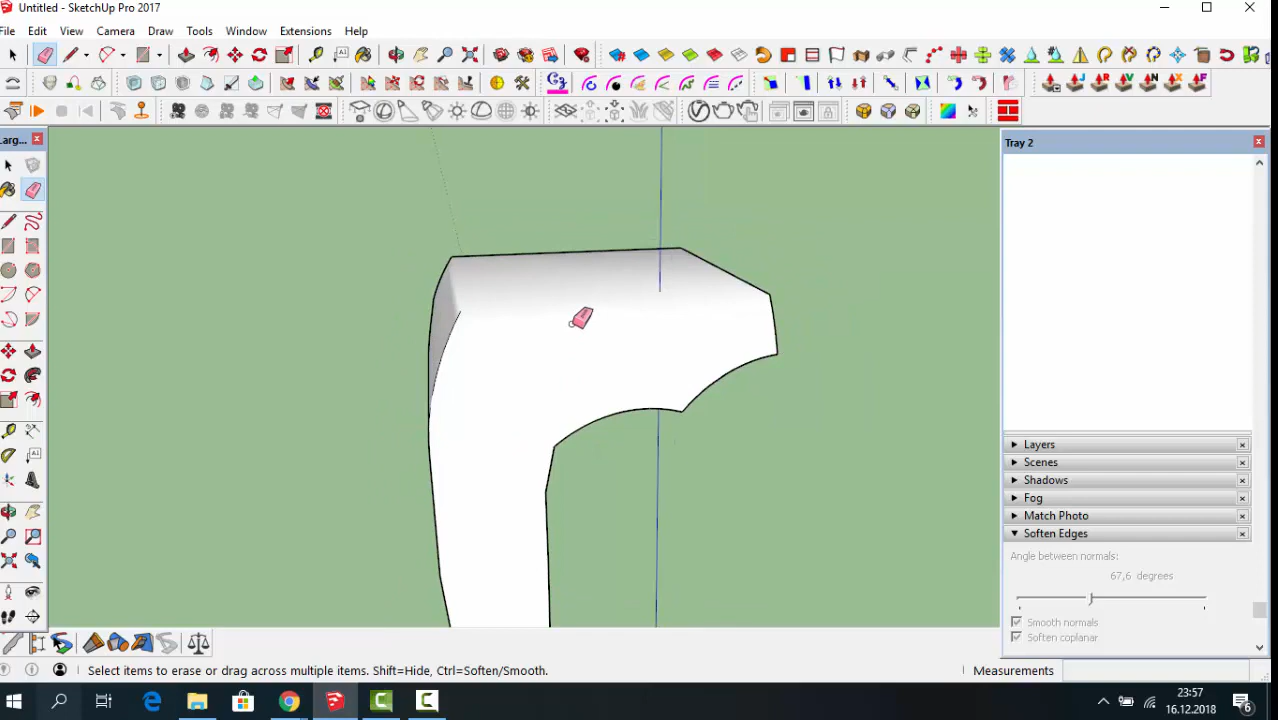 Untitled - SketchUp Pro 2017
File Edit View Camera Draw Tools Window Extensions Help
Larg...
Tray 2
Layers
Scenes
Shadows
Fog
Match Photo
Soften Edges
Angle between normals:
67,6 degrees
Smooth normals
Soften coplanar
Select items to erase or drag across multiple items. Shift=Hide, Ctrl=Soften/Smooth.
Measurements
23:57
16.12.2018
6